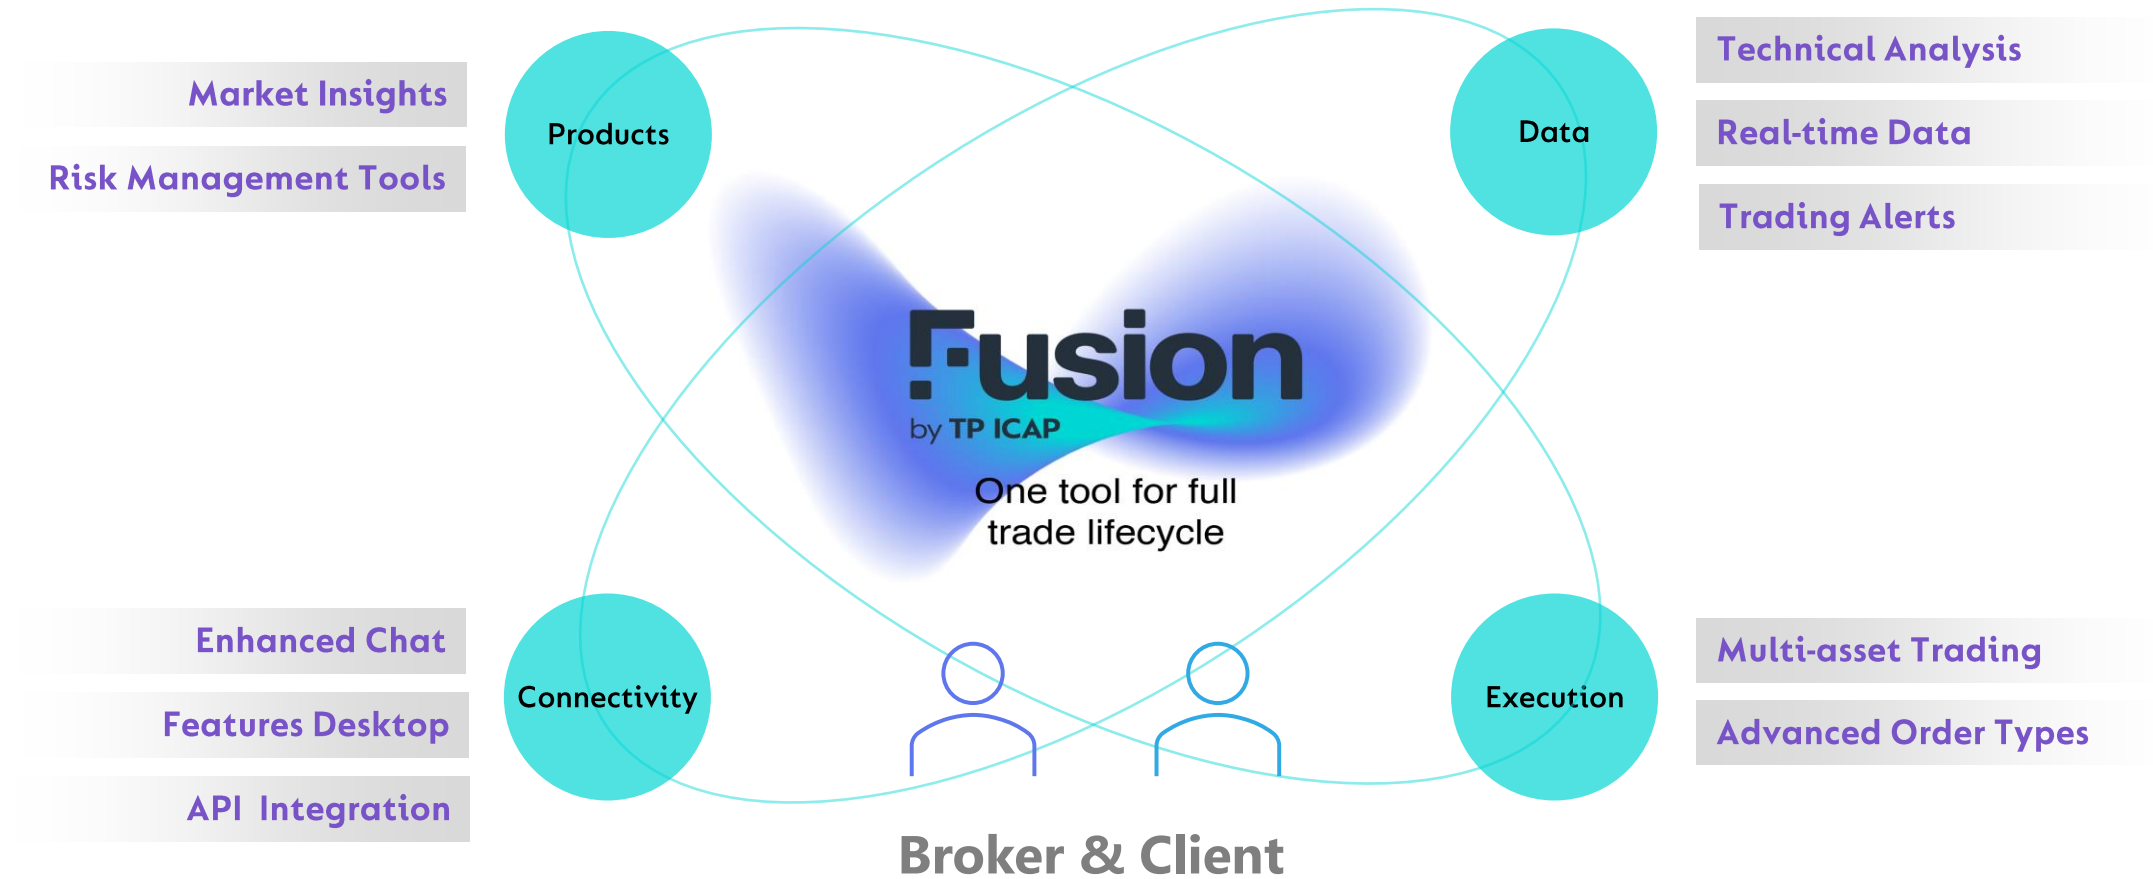 Market Insights
Risk Management Tools
Products
Data
Technical Analysis
Real-time Data
Trading Alerts
Fusion
by TP ICAP
One tool for full
trade lifecycle
Enhanced Chat
Features Desktop
API Integration
Connectivity
Execution
Multi-asset Trading
Advanced Order Types
Broker & Client